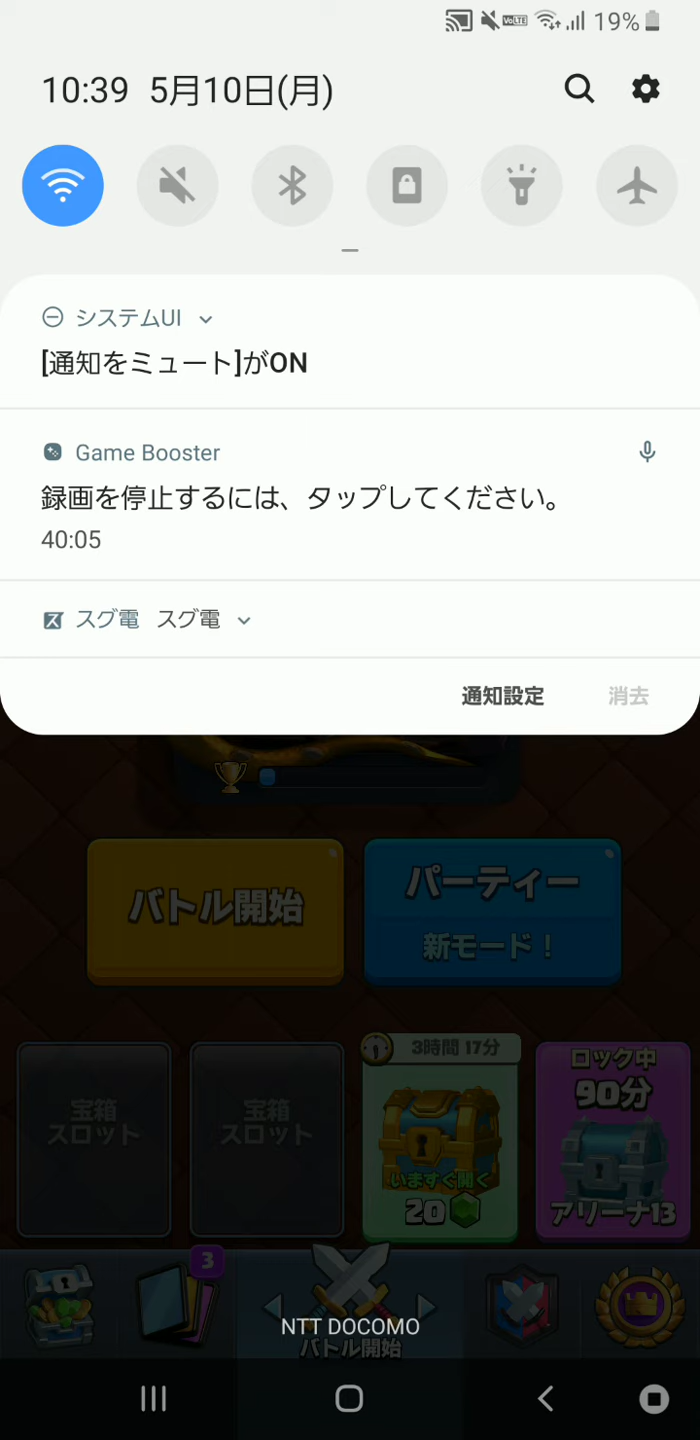 VoLTE 19%
10:39 5月10日(月)
システムUI
[通知をミュート]がON
Game Booster
録画を停止するには、タップしてください。
40:05
スグ電 スグ電
通知設定 消去
バトル開始
パーティー
新モード！
宝箱
スロット
宝箱
スロット
3時間 17分
いますぐ開く
20
ロック中
90分
アリーナ13
3
NTT DOCOMO
バトル開始